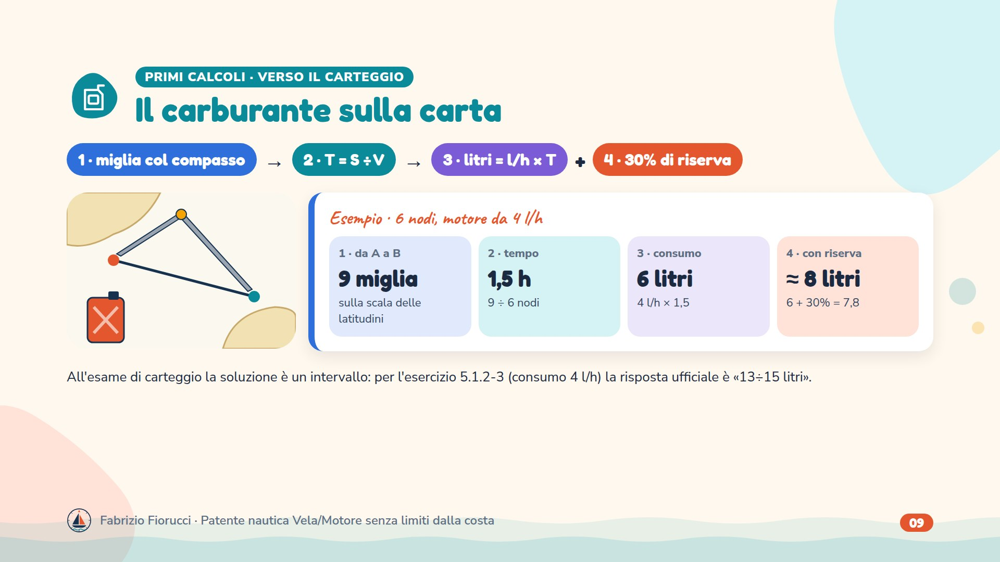 PRIMI CALCOLI · VERSO IL CARTEGGIO
Il carburante sulla carta
1 · miglia col compasso → 2 · T = S ÷ V → 3 · litri = l/h × T + 4 · 30% di riserva
Esempio · 6 nodi, motore da 4 l/h
1 · da A a B
9 miglia
sulla scala delle
latitudini
2 · tempo
1,5 h
9 ÷ 6 nodi
3 · consumo
6 litri
4 l/h × 1,5
4 · con riserva
≈ 8 litri
6 + 30% = 7,8
All'esame di carteggio la soluzione è un intervallo: per l'esercizio 5.1.2-3 (consumo 4 l/h) la risposta ufficiale è «13÷15 litri».
Fabrizio Fiorucci · Patente nautica Vela/Motore senza limiti dalla costa
09